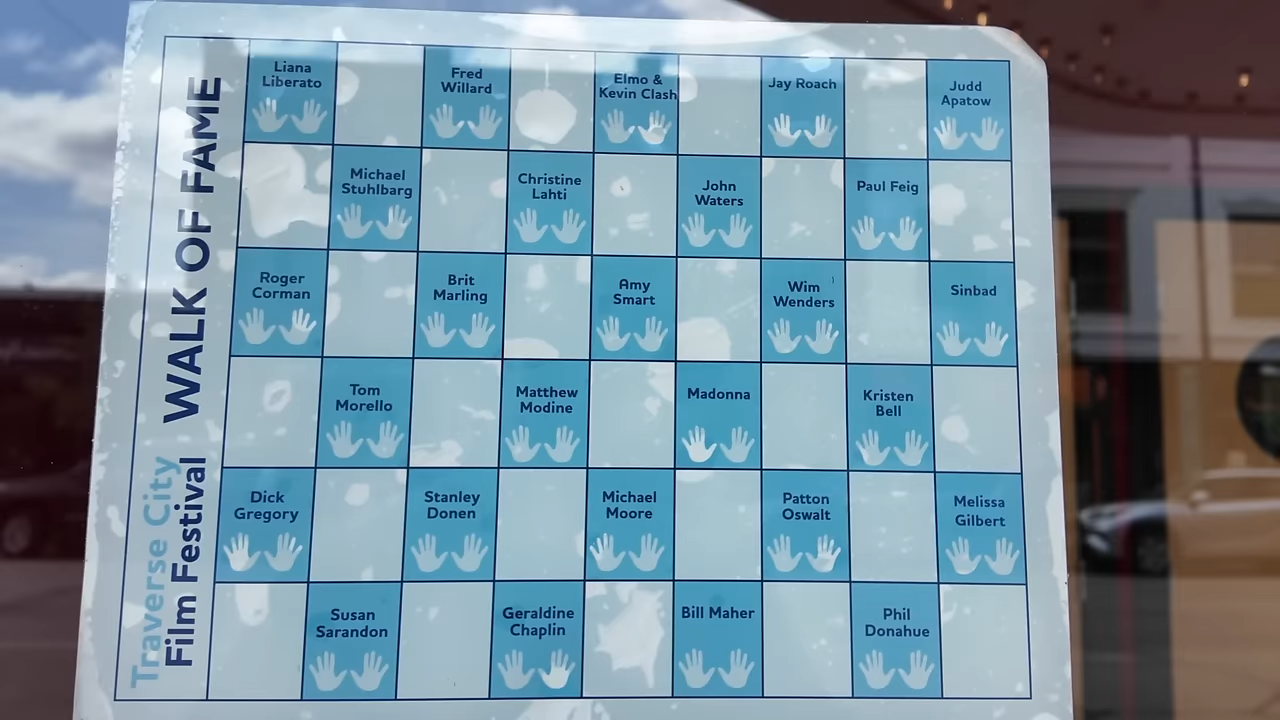 Traverse City
Film Festival WALK OF FAME
Liana
Liberato
Fred
Willard
Elmo &
Kevin Clash
Jay Roach
Judd
Apatow
Michael
Stuhlbarg
Christine
Lahti
John
Waters
Paul Feig
Roger
Corman
Brit
Marling
Amy
Smart
Wim
Wenders
Sinbad
Tom
Morello
Matthew
Modine
Madonna
Kristen
Bell
Dick
Gregory
Stanley
Donen
Michael
Moore
Patton
Oswalt
Melissa
Gilbert
Susan
Sarandon
Geraldine
Chaplin
Bill Maher
Phil
Donahue